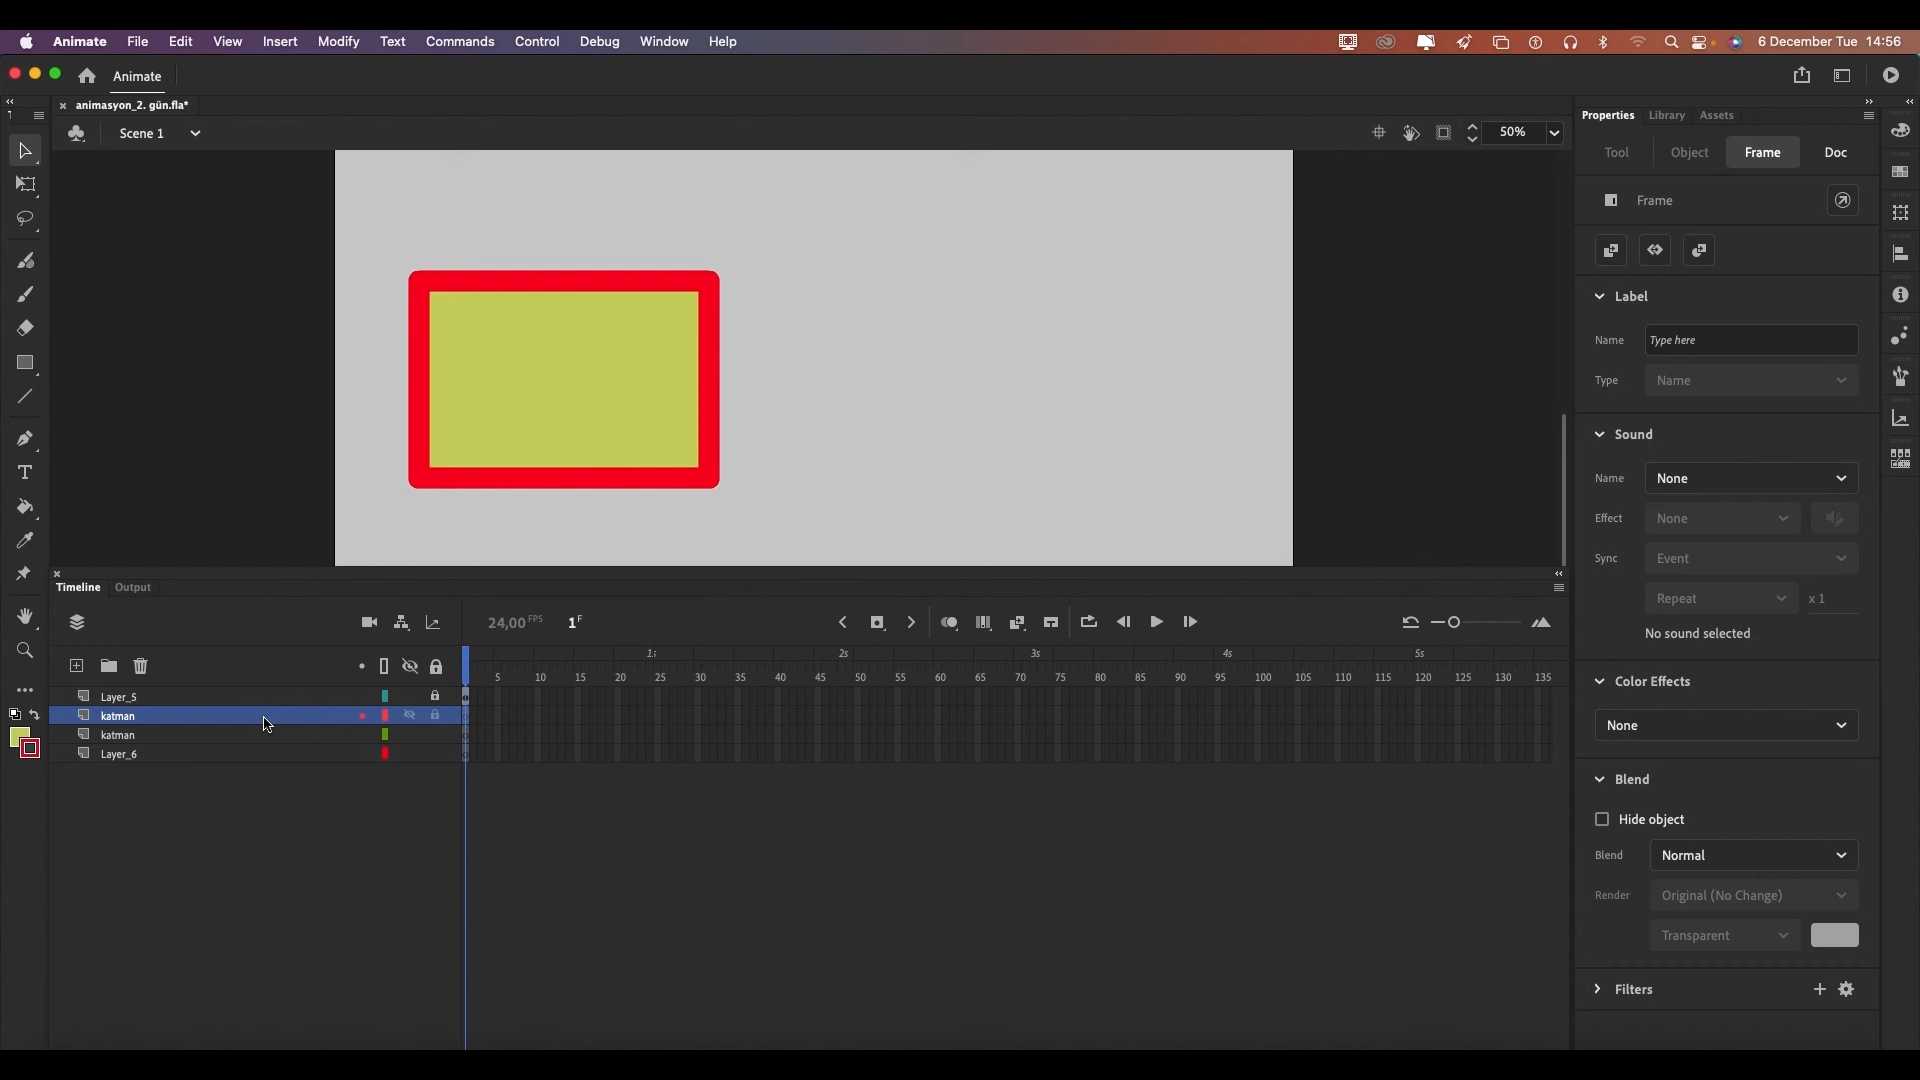 Animate File Edit View Insert Modify Text Commands Control Debug Window Help
6 December Tue 14:56
Animate
animasyon_2. gün.fla*
Scene 1
50%
Properties Library Assets
Tool Object Frame Doc
Frame
Label
Name Type here
Type Name
Sound
Name None
Effect None
Sync Event
Repeat x 1
No sound selected
Color Effects
None
Blend
Hide object
Blend Normal
Render Original (No Change)
Transparent
Filters
Timeline Output
24,00 FPS 1F
2s 3s 4s 5s
5 10 15 20 25 30 35 40 45 50 55 60 65 70 75 80 85 90 95 100 105 110 115 120 125 130 135
Layer_5
katman
katman
Layer_6